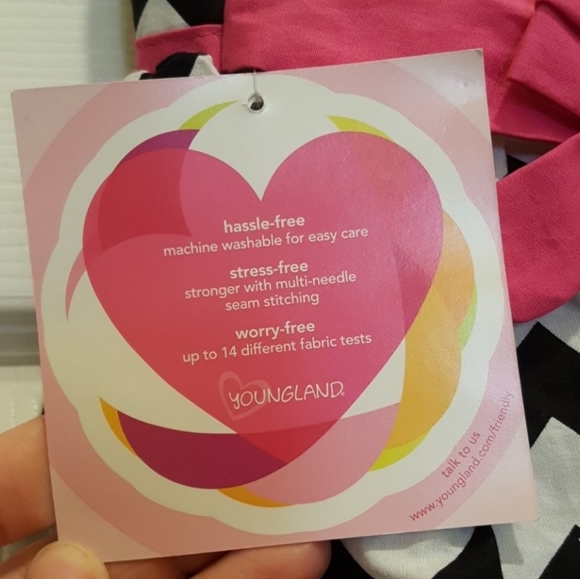 hassle-free
machine washable for easy care
stress-free
stronger with multi-needle
seam stitching
worry-free
up to 14 different fabric tests
YOUNGLAND®
talk to us
www.youngland.com/friendly